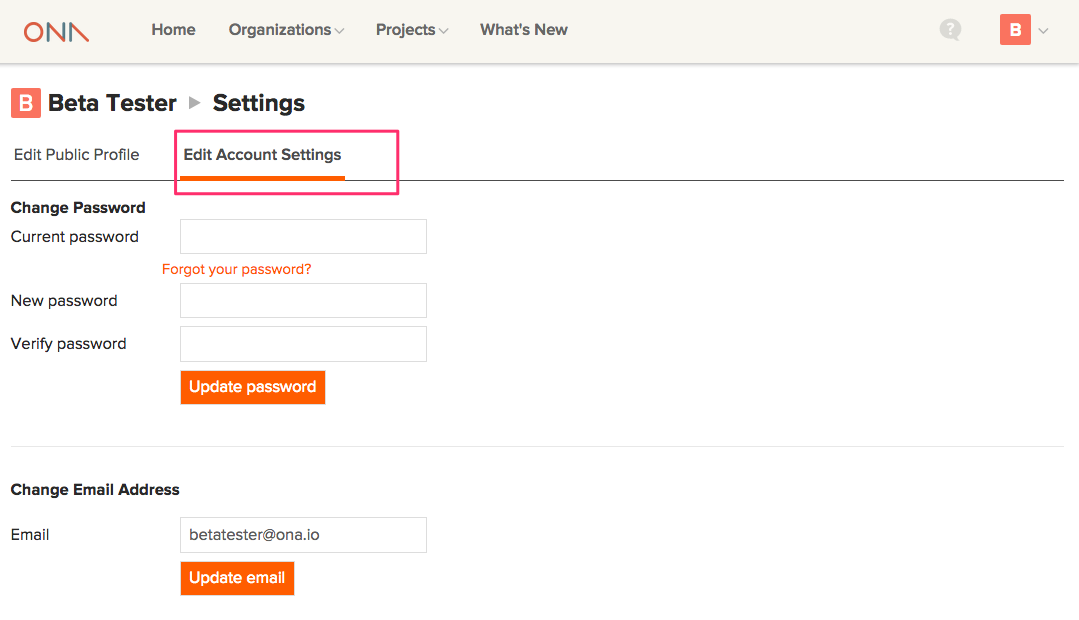 ONA Home Organizations Projects What's New ? B
B Beta Tester Settings
Edit Public Profile Edit Account Settings
Change Password
Current password
Forgot your password?
New password
Verify password
Update password
Change Email Address
Email betatester@ona.io
Update email